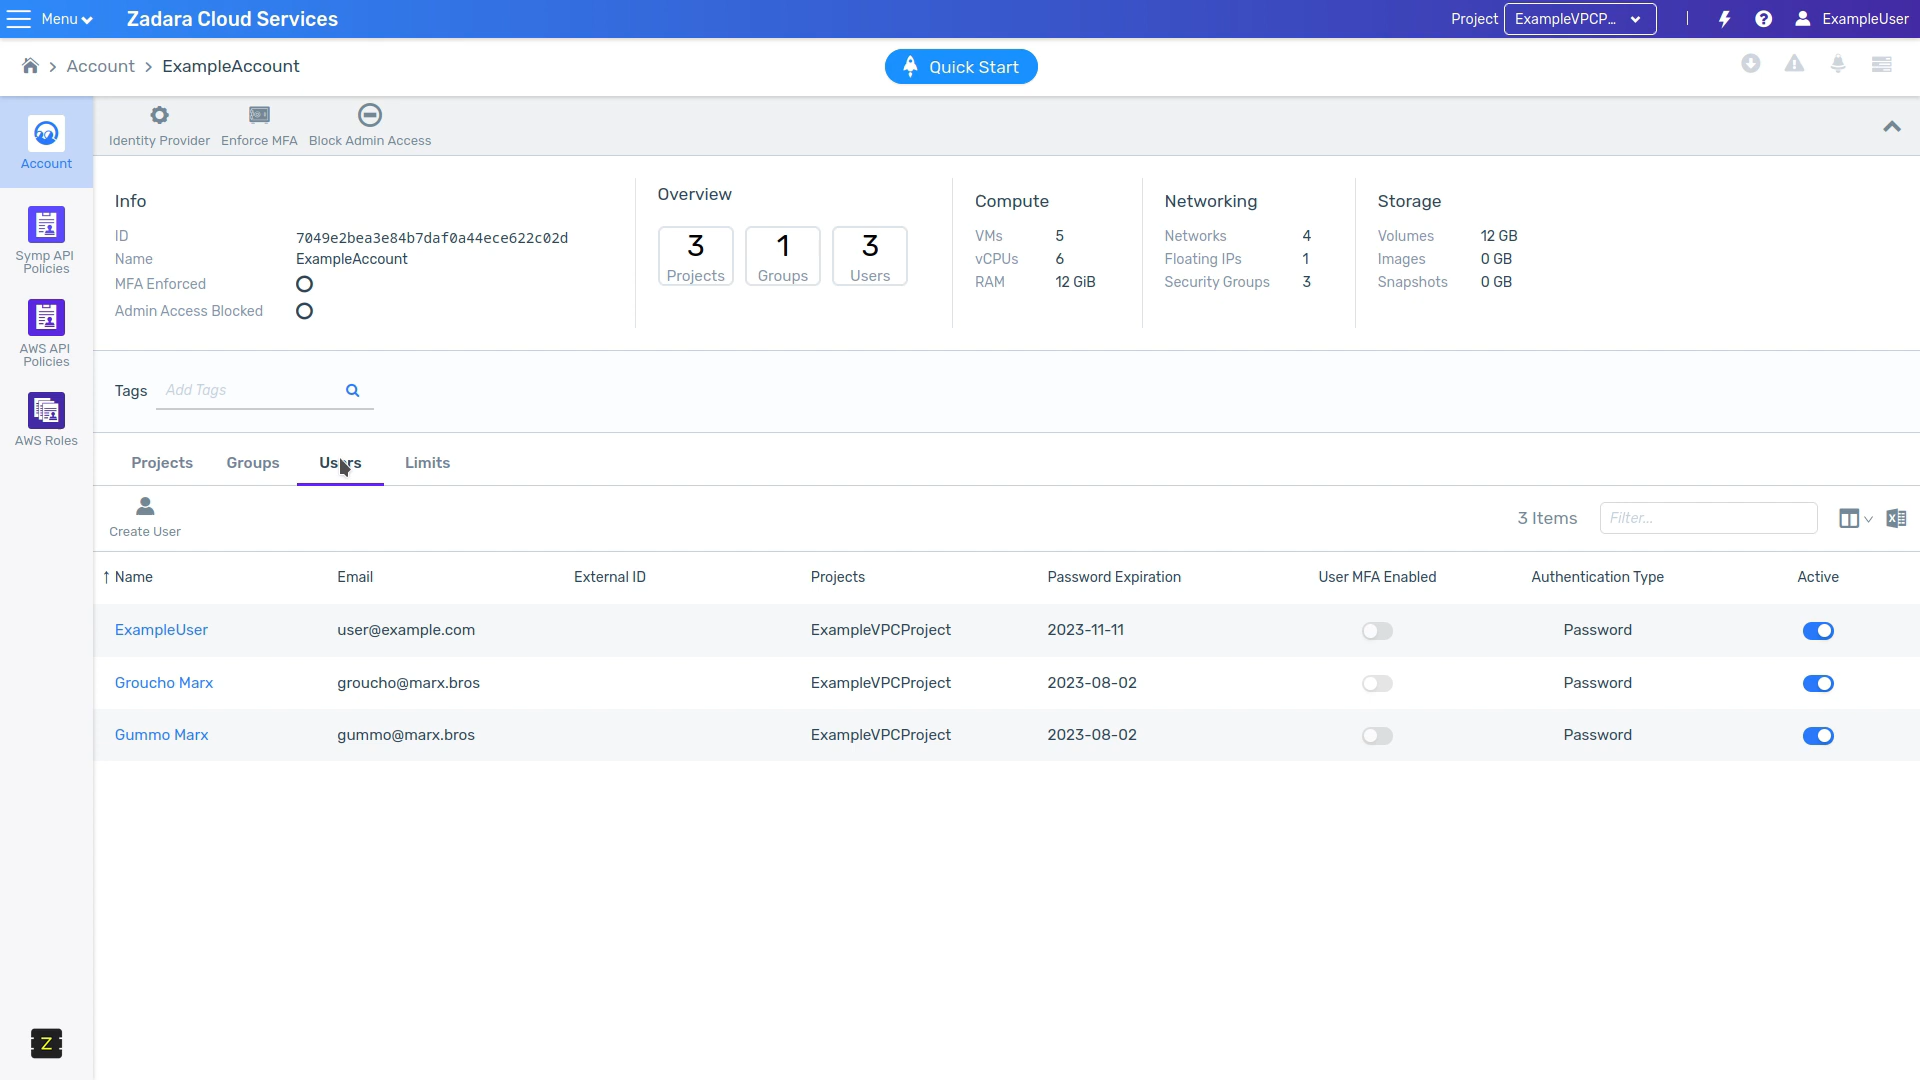 Menu
Zadara Cloud Services
Project
ExampleVPCP...
ExampleUser
Account
ExampleAccount
Quick Start
Account
Symp API
Policies
AWS API
Policies
AWS Roles
Z
Identity Provider
Enforce MFA
Block Admin Access
Info
ID 7049e2bea3e84b7daf0a44ece622c02d
Name ExampleAccount
MFA Enforced
Admin Access Blocked
Overview
3
Projects
1
Groups
3
Users
Compute
VMs 5
vCPUs 6
RAM 12 GiB
Networking
Networks 4
Floating IPs 1
Security Groups 3
Storage
Volumes 12 GB
Images 0 GB
Snapshots 0 GB
Tags Add Tags
Projects Groups Users Limits
Create User
3 Items Filter...
↑ Name Email External ID Projects Password Expiration User MFA Enabled Authentication Type Active
ExampleUser user@example.com ExampleVPCProject 2023-11-11 Password
Groucho Marx groucho@marx.bros ExampleVPCProject 2023-08-02 Password
Gummo Marx gummo@marx.bros ExampleVPCProject 2023-08-02 Password